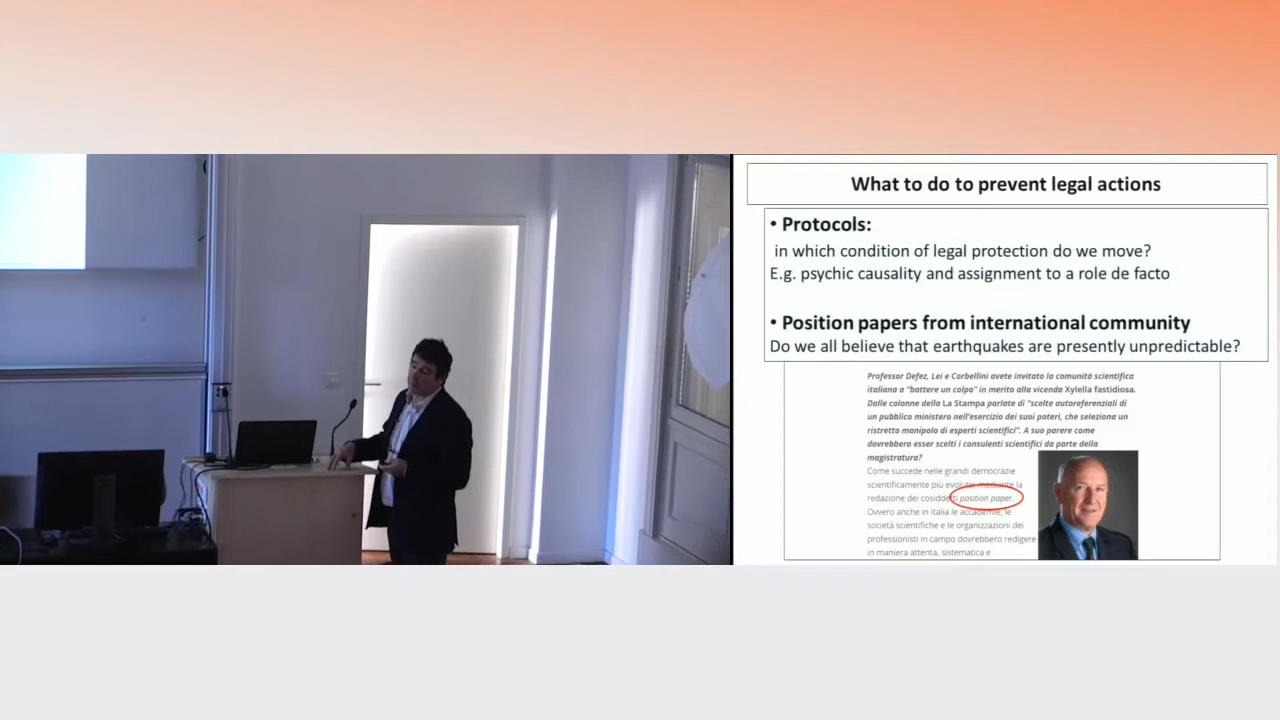 What to do to prevent legal actions
• Protocols:
in which condition of legal protection do we move?
E.g. psychic causality and assignment to a role de facto
• Position papers from international community
Do we all believe that earthquakes are presently unpredictable?
Professor Defez, Lei e Corbellini avete invitato la comunità scientifica
italiana a “battere un colpo” in merito alla vicenda Xylella fastidiosa.
Dalle colonne della La Stampa parlate di “scelte autoreferenziali di
un pubblico ministero nell’esercizio dei suoi poteri, che seleziona un
ristretto manipolo di esperti scientifici”. A suo parere come
dovrebbero esser scelti i consulenti scientifici da parte della
magistratura?
Come succede nelle grandi democrazie
scientificamente più evolute: mediante la
redazione dei cosiddetti position paper.
Ovvero anche in Italia le accademie, le
società scientifiche e le organizzazioni dei
professionisti in campo dovrebbero redigere
in maniera attenta, sistematica e